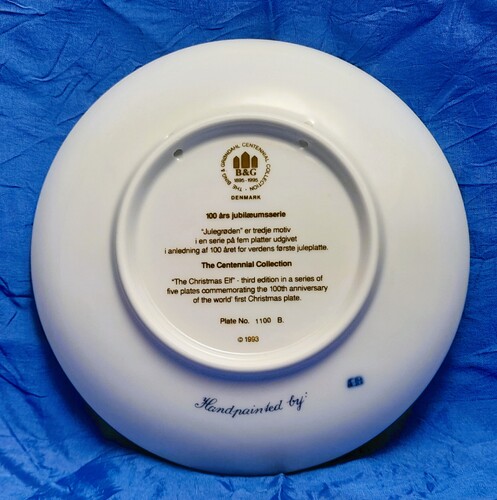 THE BING & GRØNDAHL CENTENNIAL COLLECTION
B&G
1895-1995
DENMARK
100 års jubilæumsserie
"Julegrøden" er tredje motiv
i en serie på fem platter udgivet
i anledning af 100 året for verdens første juleplatte.
The Centennial Collection
"The Christmas Elf" - third edition in a series of
five plates commemorating the 100th anniversary
of the world' first Christmas plate.
Plate No. 1100 B.
© 1993
Handpainted by: